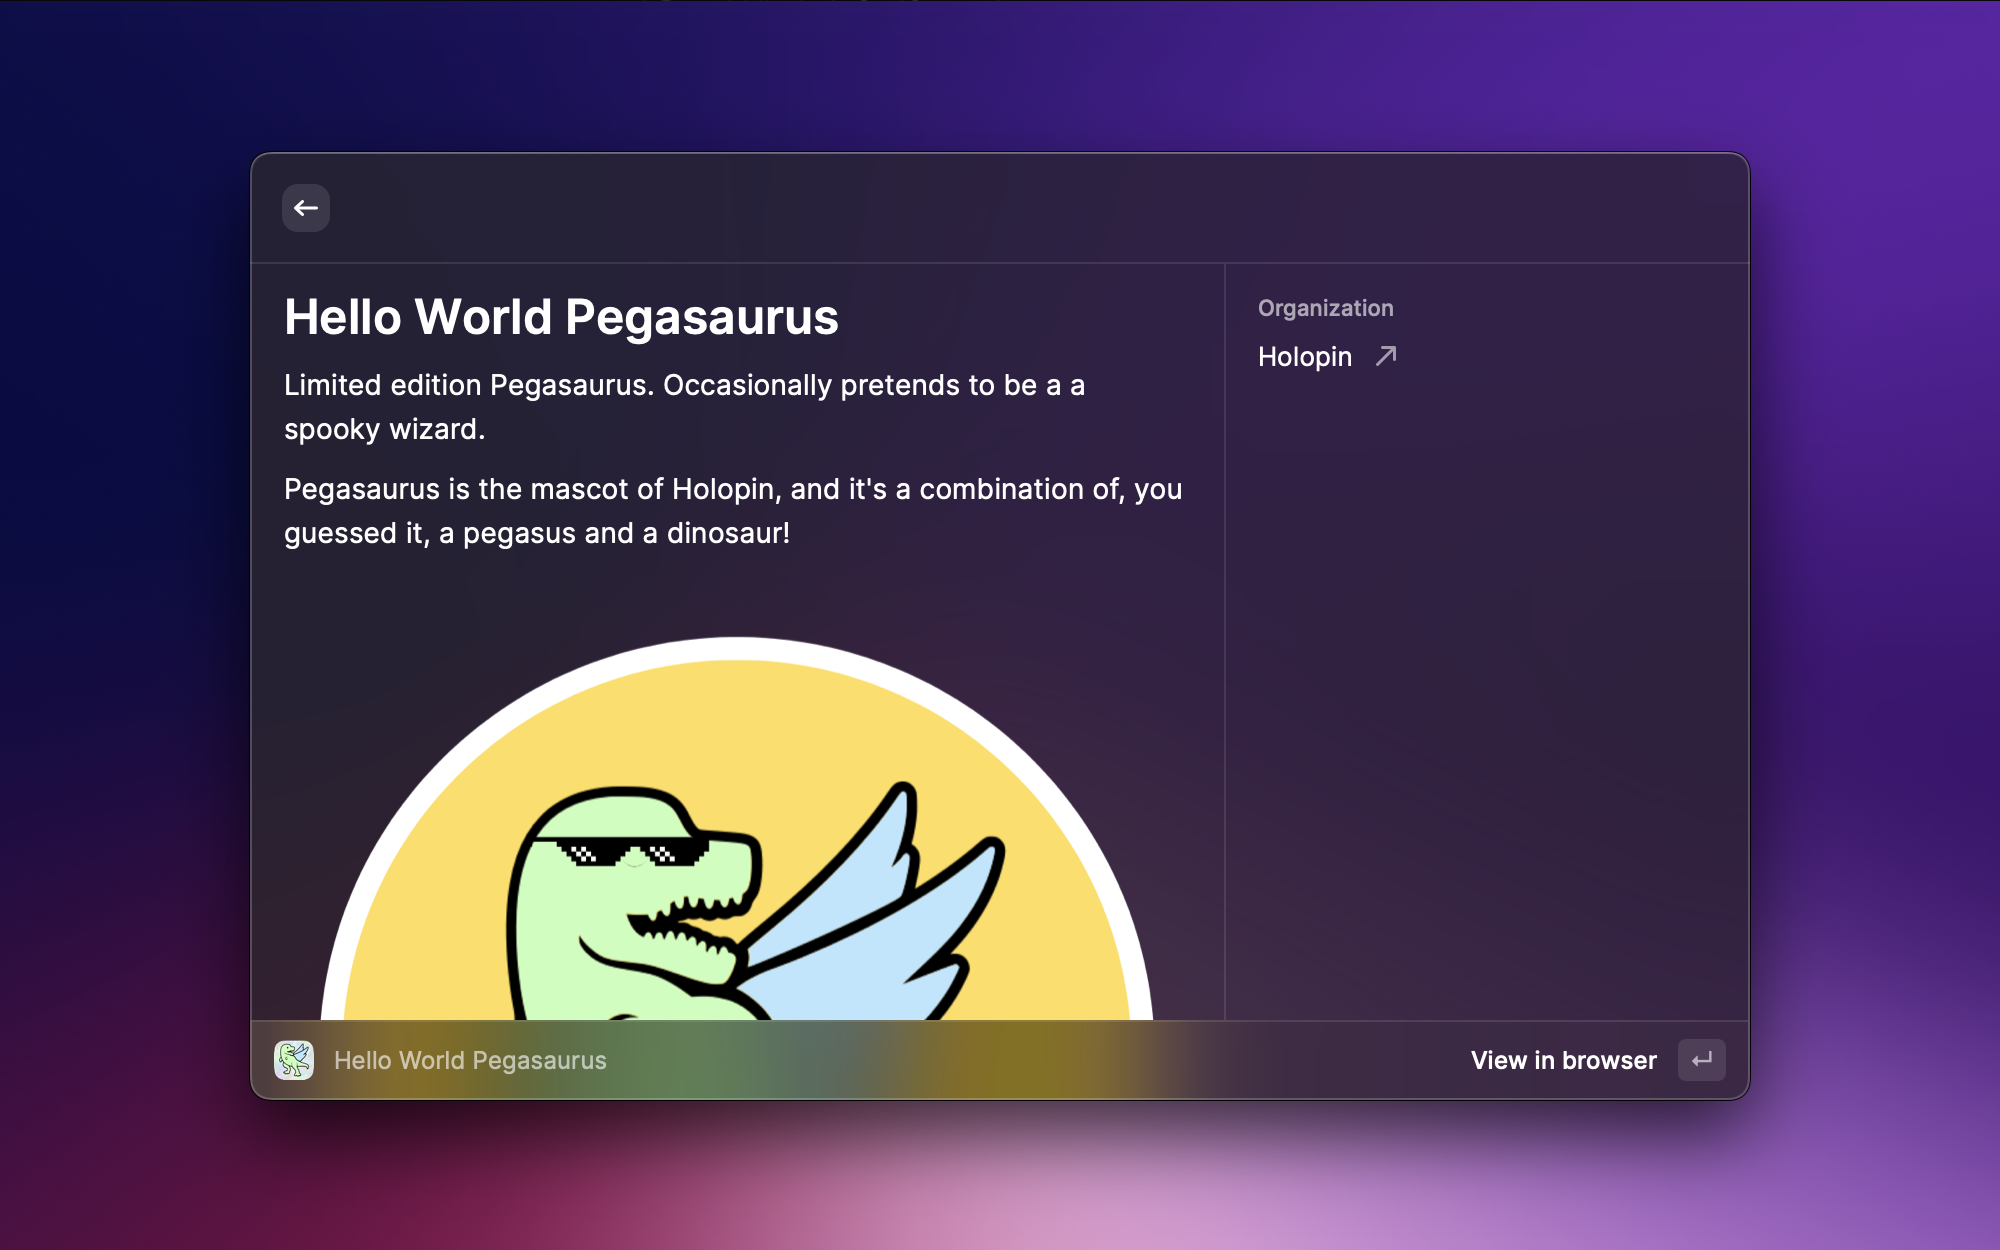 Hello World Pegasaurus
Limited edition Pegasaurus. Occasionally pretends to be a a
spooky wizard.
Pegasaurus is the mascot of Holopin, and it's a combination of, you
guessed it, a pegasus and a dinosaur!
Organization
Holopin
Hello World Pegasaurus
View in browser